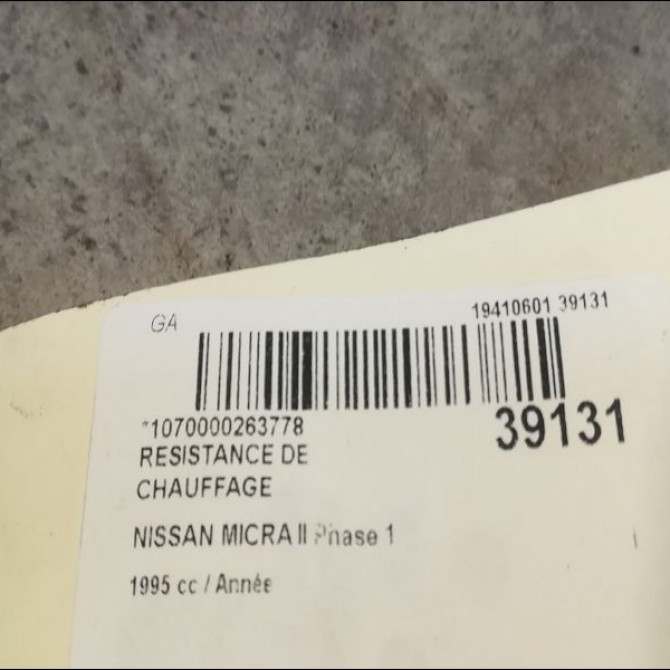 GA
19410601 39131
*1070000263778
39131
RESISTANCE DE
CHAUFFAGE
NISSAN MICRA II Phase 1
1995 cc / Année